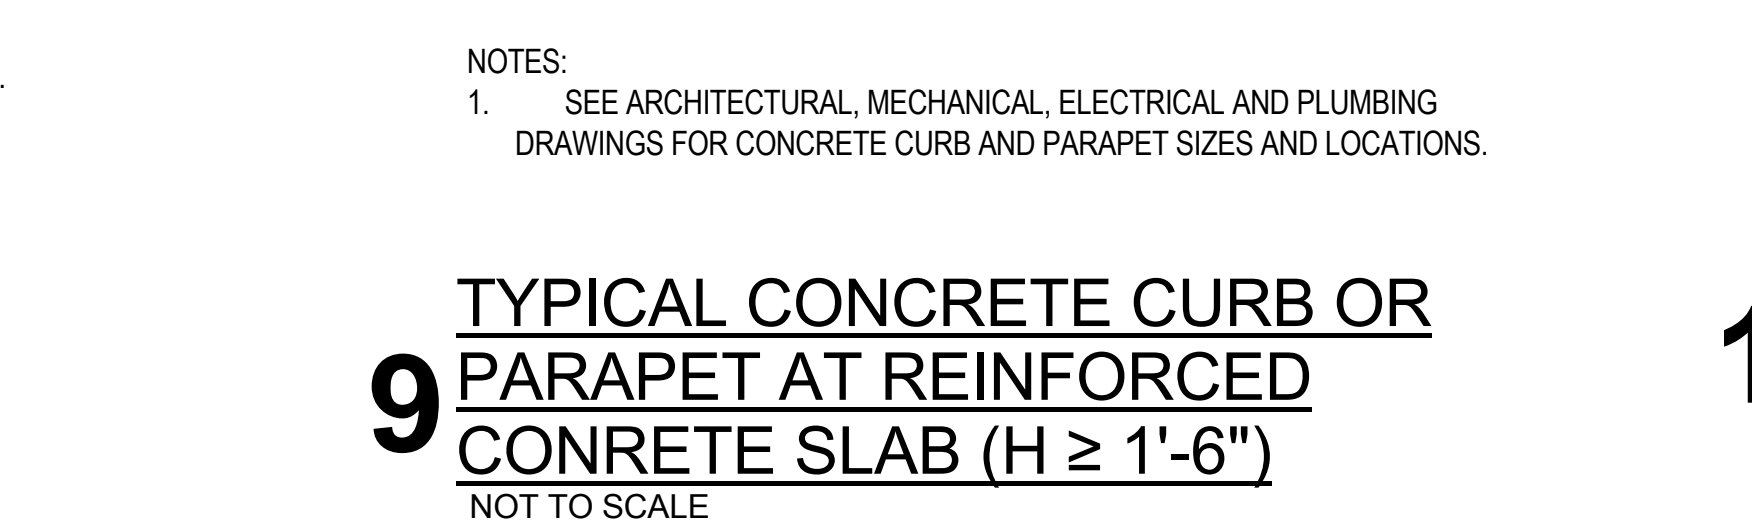 NOTES:
1. SEE ARCHITECTURAL, MECHANICAL, ELECTRICAL AND PLUMBING
DRAWINGS FOR CONCRETE CURB AND PARAPET SIZES AND LOCATIONS.
TYPICAL CONCRETE CURB OR
9 PARAPET AT REINFORCED
CONRETE SLAB (H ≥ 1'-6")
NOT TO SCALE